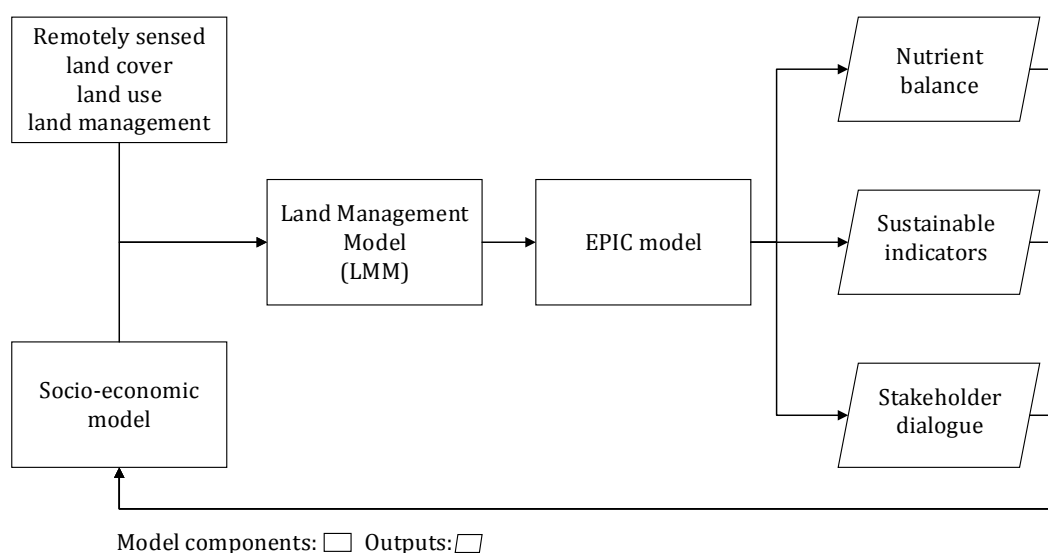 Remotely sensed
land cover
land use
land management
Land Management
Model
(LMM)
EPIC model
Nutrient
balance
Sustainable
indicators
Stakeholder
dialogue
Socio-economic
model
Model components: Outputs: